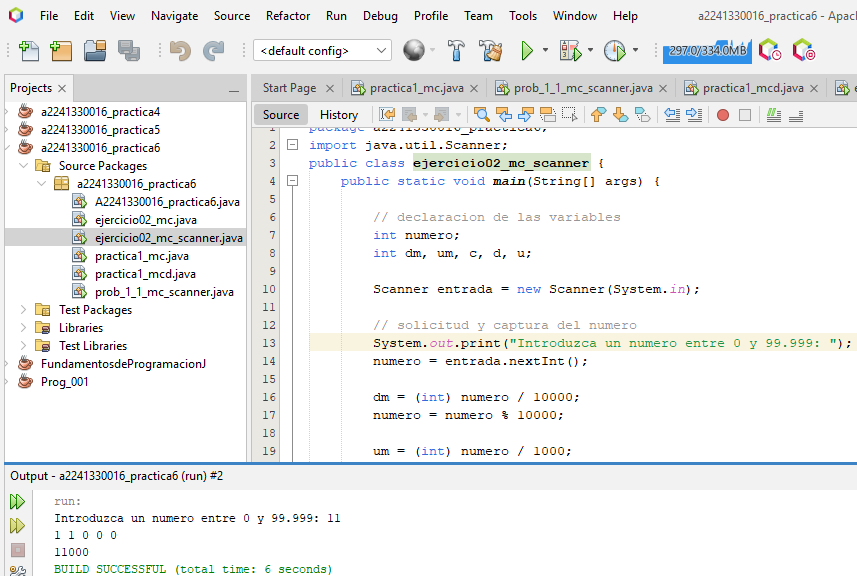 File Edit View Navigate Source Refactor Run Debug Profile Team Tools Window Help a2241330016_practica6 - Apac
<default config> 297.0/334.0MB
Projects
Start Page practica1_mc.java prob_1_1_mc_scanner.java practica1_mcd.java e
Source History
a2241330016_practica4
a2241330016_practica5
a2241330016_practica6
Source Packages
a2241330016_practica6
A2241330016_practica6.java
ejercicio02_mc.java
ejercicio02_mc_scanner.java
practica1_mc.java
practica1_mcd.java
prob_1_1_mc_scanner.java
Test Packages
Libraries
Test Libraries
FundamentosdeProgramacionJ
Prog_001
1 package a2241330016_practica6;
2 import java.util.Scanner;
3 public class ejercicio02_mc_scanner {
4 public static void main(String[] args) {
5
6 // declaracion de las variables
7 int numero;
8 int dm, um, c, d, u;
9
10 Scanner entrada = new Scanner(System.in);
11
12 // solicitud y captura del numero
13 System.out.print("Introduzca un numero entre 0 y 99.999: ");
14 numero = entrada.nextInt();
15
16 dm = (int) numero / 10000;
17 numero = numero % 10000;
18
19 um = (int) numero / 1000;
Output - a2241330016_practica6 (run) #2
run:
Introduzca un numero entre 0 y 99.999: 11
1 1 0 0 0
11000
BUILD SUCCESSFUL (total time: 6 seconds)